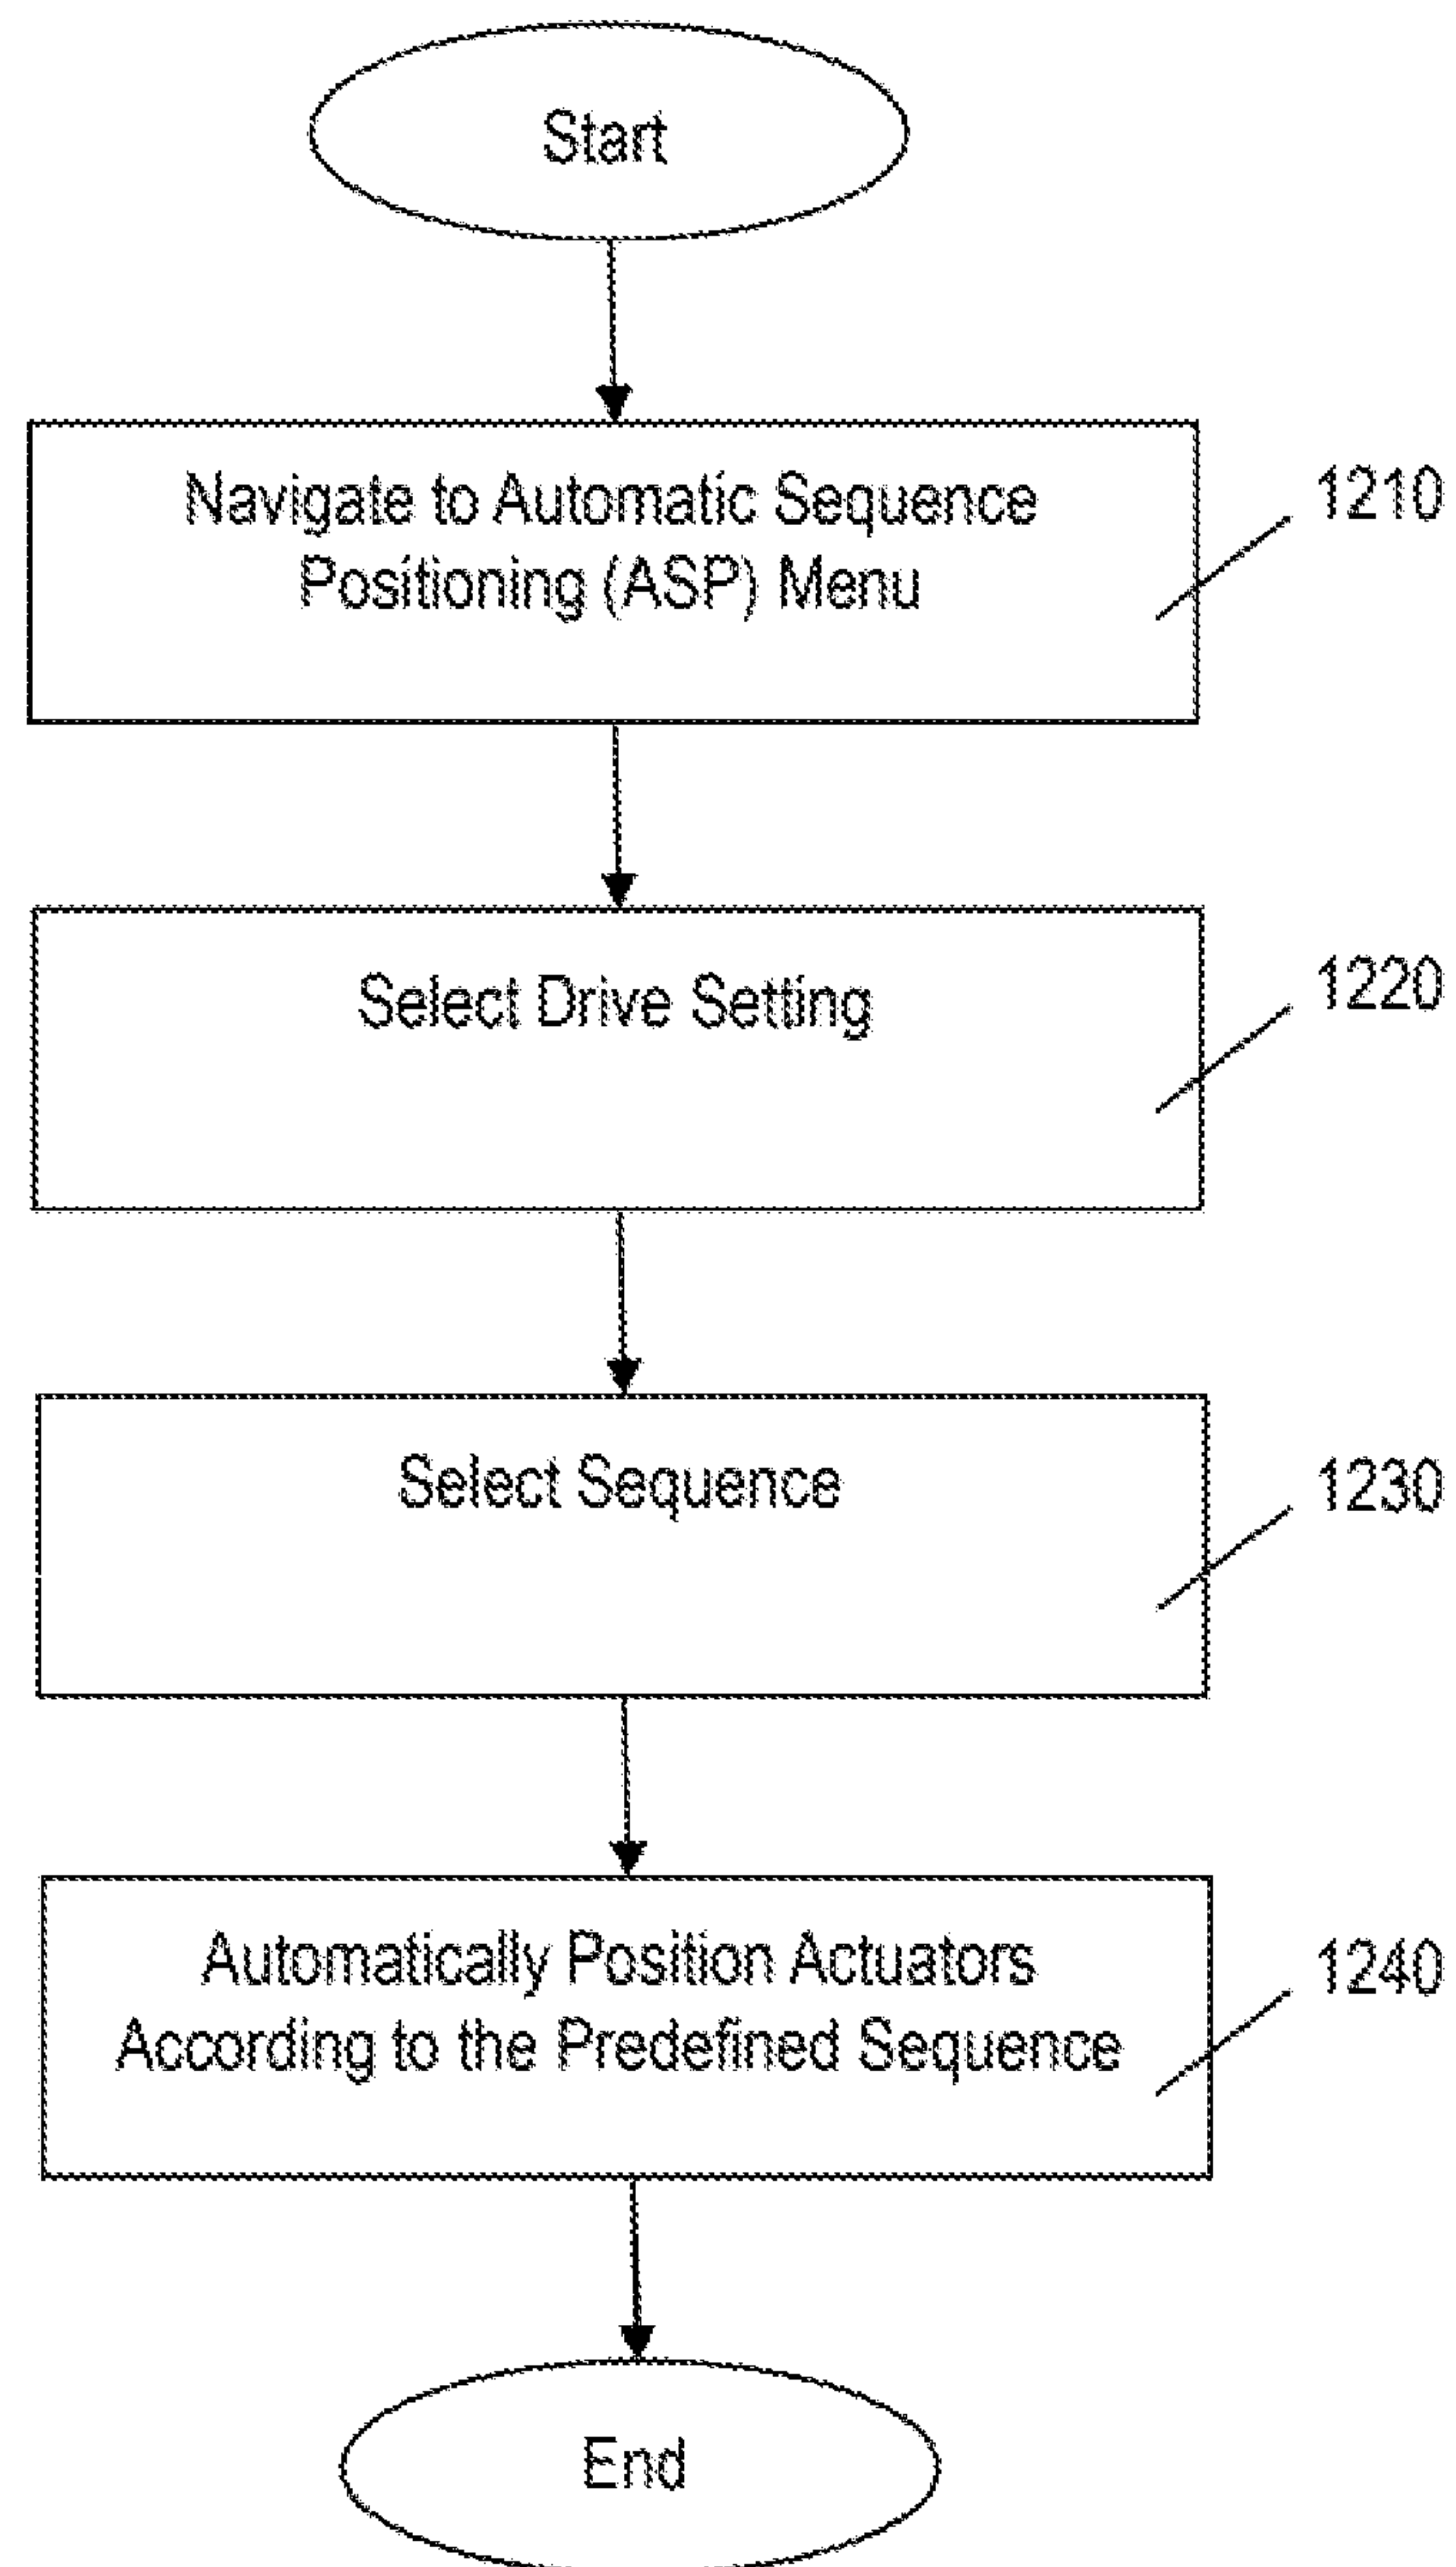 Start
Navigate to Automatic Sequence
Positioning (ASP) Menu
1210
Select Drive Setting
1220
Select Sequence
1230
Automatically Position Actuators
According to the Predefined Sequence
1240
End